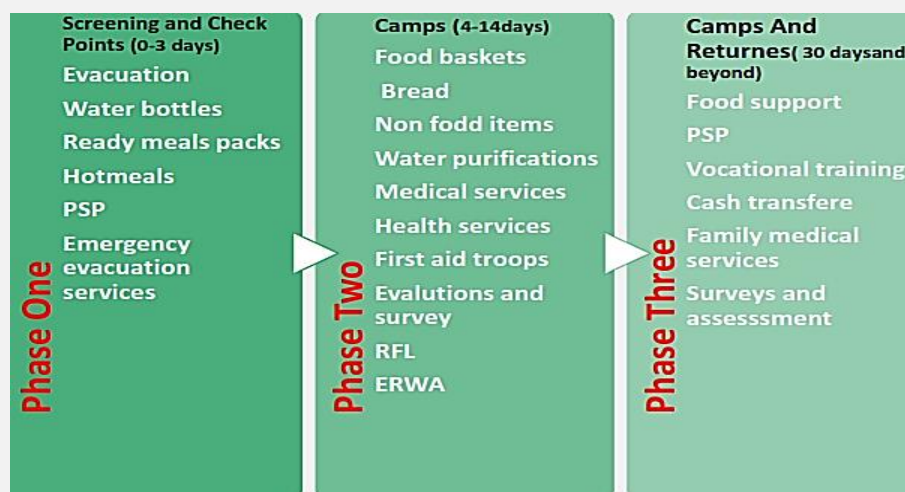 Screening and Check
Points (0-3 days)
Evacuation
Water bottles
Ready meals packs
Hotmeals
PSP
Emergency
evacuation
services
Phase One
Camps (4-14days)
Food baskets
Bread
Non fodd items
Water purifications
Medical services
Health services
First aid troops
Evalutions and
survey
RFL
ERWA
Phase Two
Camps And
Returnes( 30 daysand
beyond)
Food support
PSP
Vocational training
Cash transfere
Family medical
services
Surveys and
assesssment
Phase Three